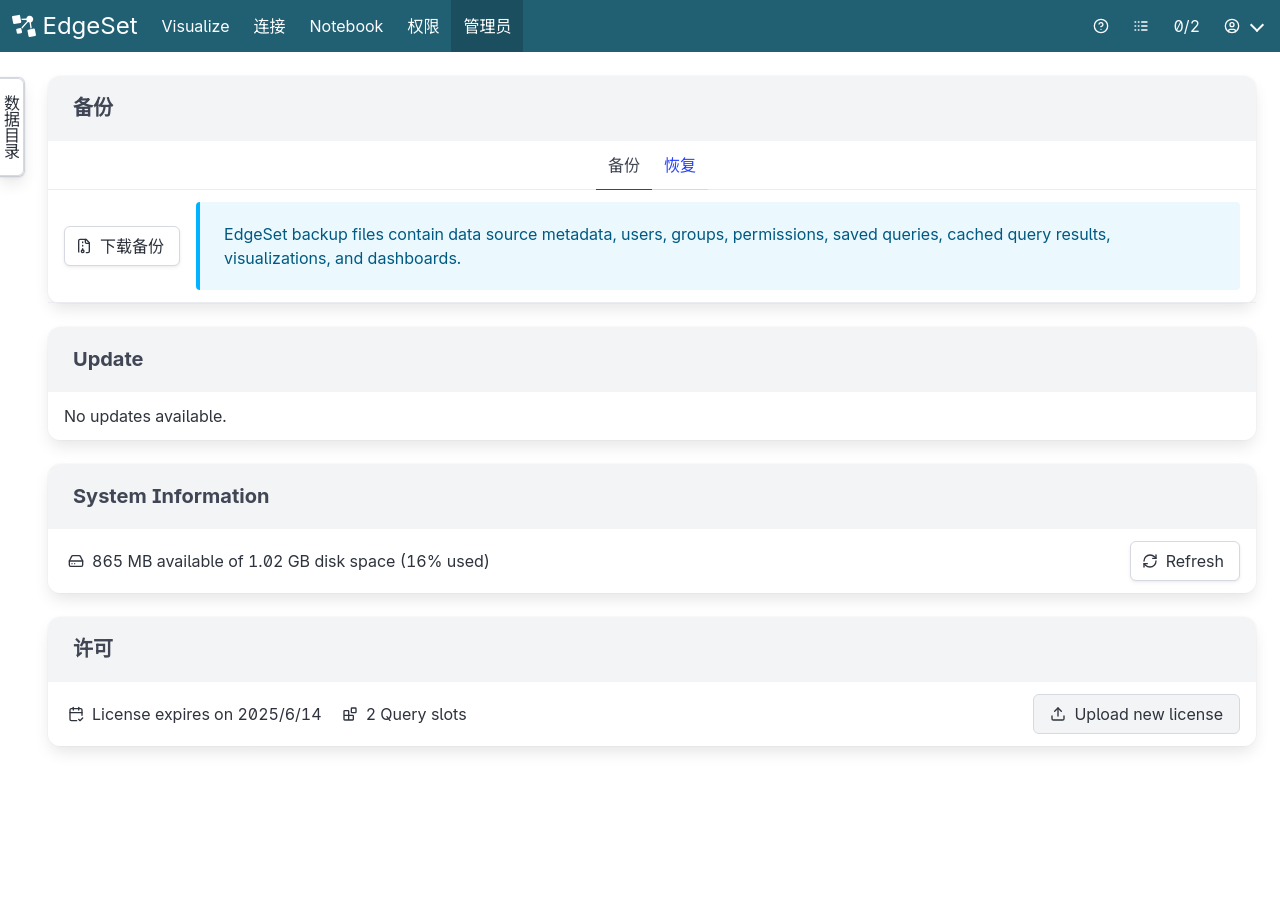 EdgeSet Visualize 连接 Notebook 权限 管理员 0/2
数据目录
备份
备份 恢复
下载备份
EdgeSet backup files contain data source metadata, users, groups, permissions, saved queries, cached query results,
visualizations, and dashboards.
Update
No updates available.
System Information
865 MB available of 1.02 GB disk space (16% used)
Refresh
许可
License expires on 2025/6/14 2 Query slots
Upload new license